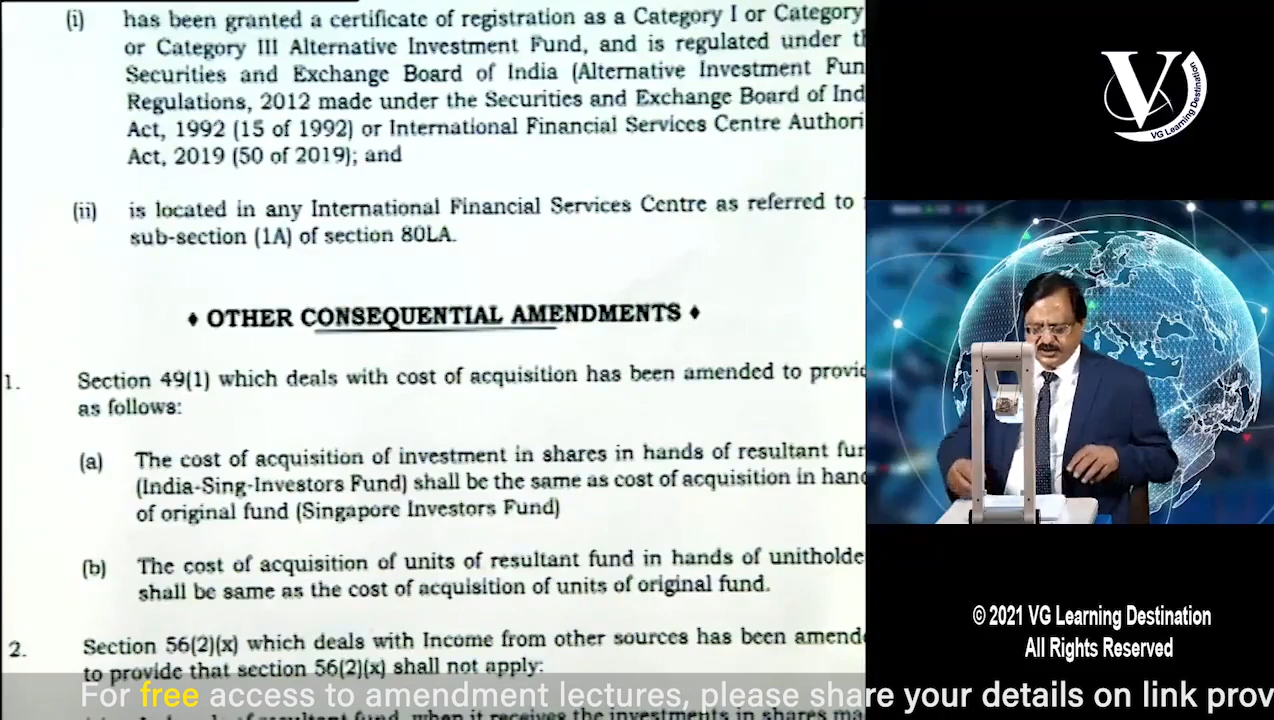 (i) has been granted a certificate of registration as a Category I or Category
or Category III Alternative Investment Fund, and is regulated under
Securities and Exchange Board of India (Alternative Investment
Regulations, 2012 made under the Securities and Exchange Board of
Act, 1992 (15 of 1992) or International Financial Services Centre
Act, 2019 (50 of 2019); and
(ii) is located in any International Financial Services Centre as referred to
sub-section (1A) of section 80LA.
♦ OTHER CONSEQUENTIAL AMENDMENTS ♦
1. Section 49(1) which deals with cost of acquisition has been amended to
as follows:
(a) The cost of acquisition of investment in shares in hands of resultant
(India-Sing-Investors Fund) shall be the same as cost of acquisition in
of original fund (Singapore Investors Fund)
(b) The cost of acquisition of units of resultant fund in hands of
shall be same as the cost of acquisition of units of original fund.
2. Section 56(2)(x) which deals with Income from other sources has been
to provide that section 56(2)(x) shall not apply:
V
VG Learning Destination
© 2021 VG Learning Destination
All Rights Reserved
For free access to amendment lectures, please share your details on link